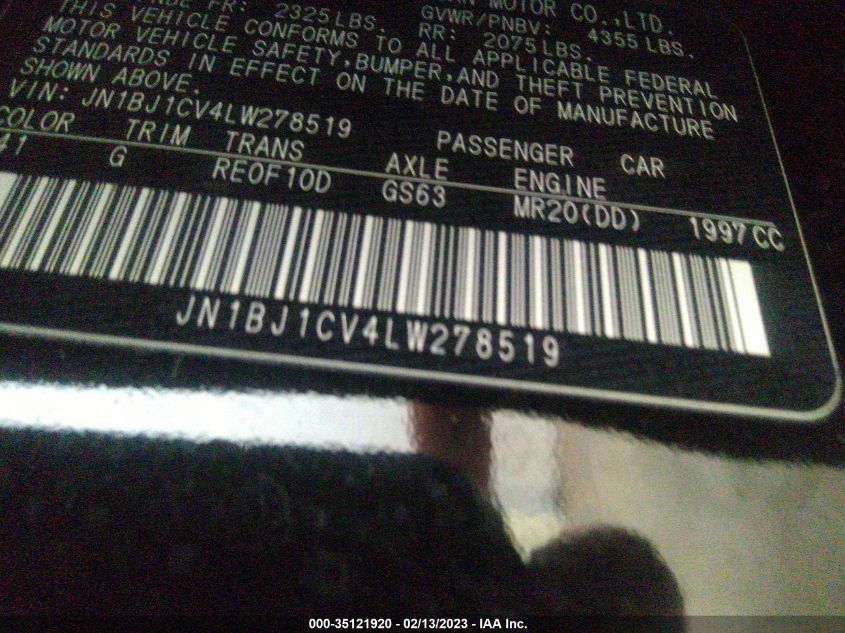 MOTOR CO.,LTD.
FR: 2325LBS. GVWR/PNBV: 4355LBS.
RR: 2075LBS.
THIS VEHICLE CONFORMS TO ALL APPLICABLE FEDERAL
MOTOR VEHICLE SAFETY,BUMPER,AND THEFT PREVENTION
STANDARDS IN EFFECT ON THE DATE OF MANUFACTURE
SHOWN ABOVE.
VIN: JN1BJ1CV4LW278519
PASSENGER CAR
COLOR TRIM TRANS AXLE ENGINE
41 G RE0F10D GS63 MR20(DD) 1997CC
JN1BJ1CV4LW278519
000-35121920 - 02/13/2023 - IAA Inc.